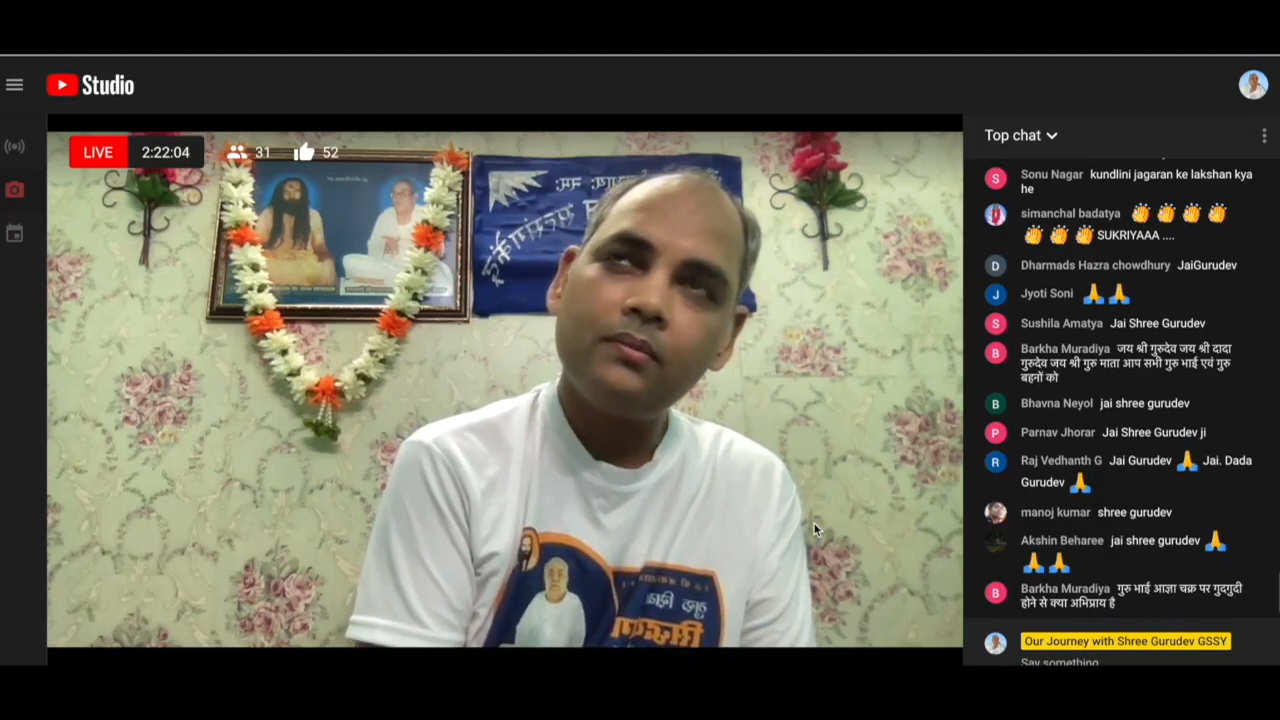 Studio
LIVE 2:22:04 31 52
Top chat
Sonu Nagar kundlini jagaran ke lakshan kya
he
simanchal badatya 👏 👏 👏 👏
👏 👏 👏 SUKRIYAAA ....
Dharmads Hazra chowdhury JaiGurudev
Jyoti Soni 🙏 🙏
Sushila Amatya Jai Shree Gurudev
Barkha Muradiya जय श्री गुरुदेव जय श्री दादा
गुरुदेव जय श्री गुरु माता आप सभी गुरु भाई एवं गुरु
बहनों को
Bhavna Neyol jai shree gurudev
Parnav Jhorar Jai Shree Gurudev ji
Raj Vedhanth G Jai Gurudev 🙏 Jai. Dada
Gurudev 🙏
manoj kumar shree gurudev
Akshin Beharee jai shree gurudev 🙏
🙏 🙏
Barkha Muradiya गुरु भाई आज्ञा चक्र पर गुदगुदी
होने से क्या अभिप्राय है
Our Journey with Shree Gurudev GSSY
Say something